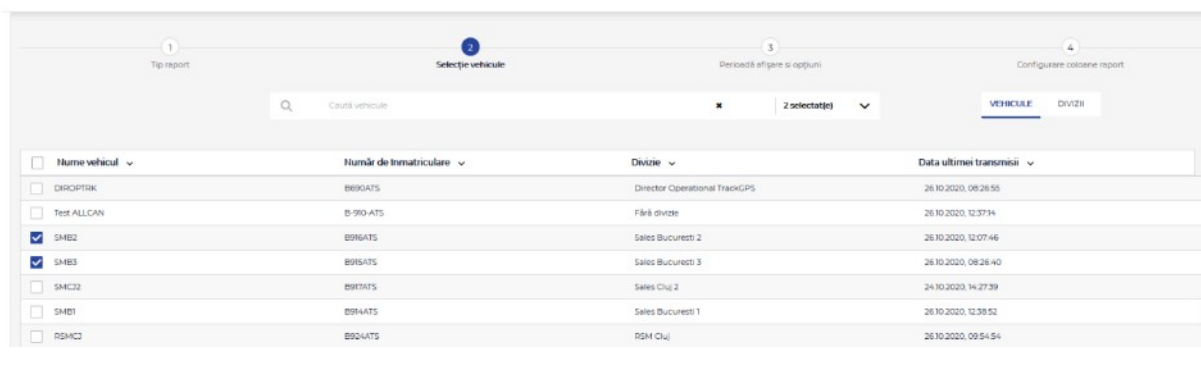 1 2 3 4
Tip raport Selecție vehicule Perioadă afișare si opțiuni Configurare coloane raport
Caută vehicule ✖ 2 selectat(e) VEHICULE DIVIZII
Nume vehicul Număr de Inmatriculare Divizie Data ultimei transmisii
DIROPTRK B690ATS Director Operational TrackGPS 26.10.2020, 08:26:55
Test ALLCAN B-910-ATS Fără divizie 26.10.2020, 12:37:14
SMB2 B916ATS Sales Bucuresti 2 26.10.2020, 12:07:46
SMB3 B915ATS Sales Bucuresti 3 26.10.2020, 08:26:40
SMCJ2 B917ATS Sales Cluj 2 24.10.2020, 14:27:39
SMB1 B914ATS Sales Bucuresti 1 26.10.2020, 12:38:52
RSMCJ B924ATS RSM Cluj 26.10.2020, 09:54:54